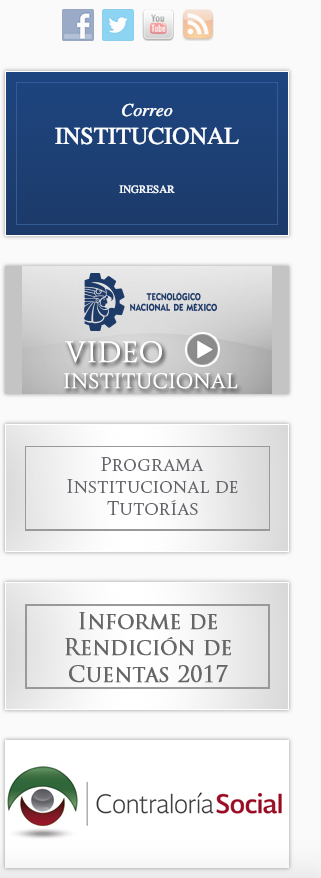 You
Tube
Correo
INSTITUCIONAL
INGRESAR
TECNOLÓGICO
NACIONAL DE MÉXICO
VIDEO
INSTITUCIONAL
PROGRAMA
INSTITUCIONAL DE
TUTORÍAS
INFORME DE
RENDICIÓN DE
CUENTAS 2017
Contraloría Social